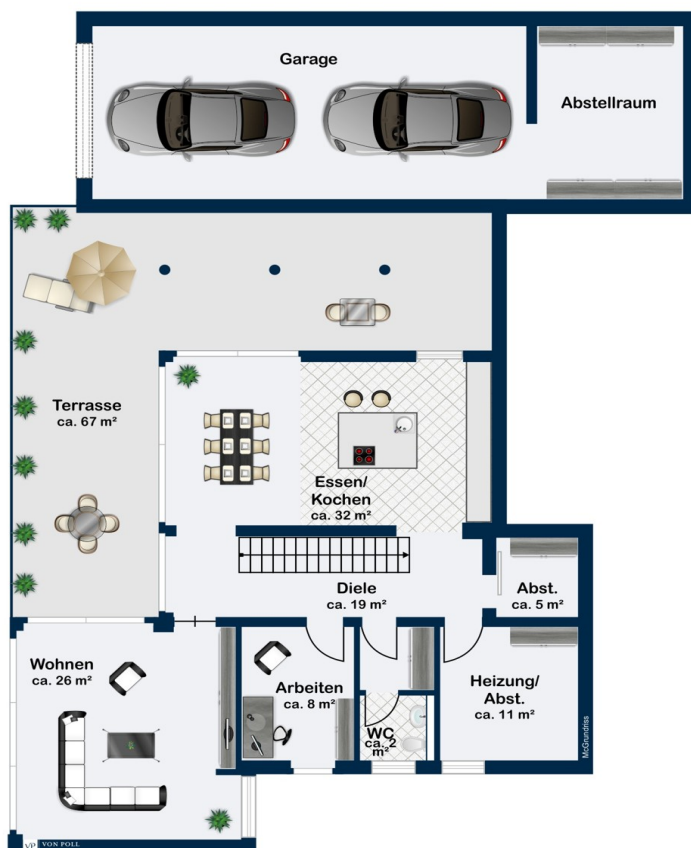 Garage
Abstellraum
Terrasse
ca. 67 m²
Essen/
Kochen
ca. 32 m²
Diele
ca. 19 m²
Abst.
ca. 5 m²
Wohnen
ca. 26 m²
Arbeiten
ca. 8 m²
WC
ca. 2
m²
Heizung/
Abst.
ca. 11 m²
McGrundriss
VP VON POLL